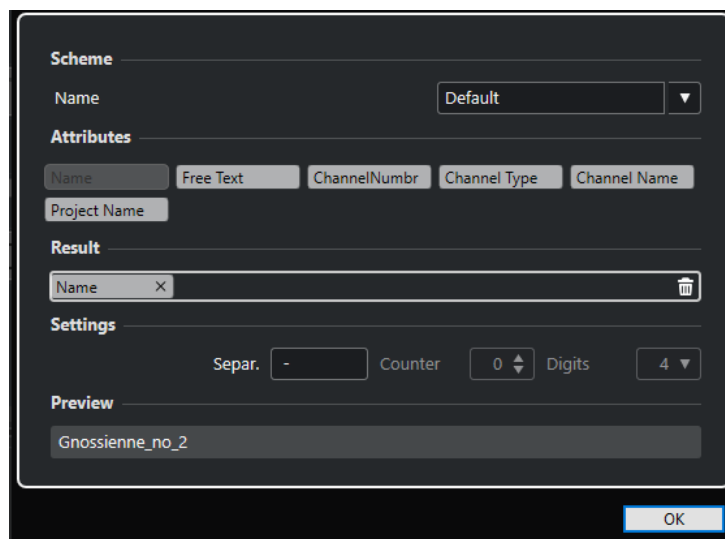 Scheme
Name Default
Attributes
Name Free Text ChannelNumbr Channel Type Channel Name
Project Name
Result
Name ×
Settings
Separ. - Counter 0 Digits 4
Preview
Gnossienne_no_2
OK